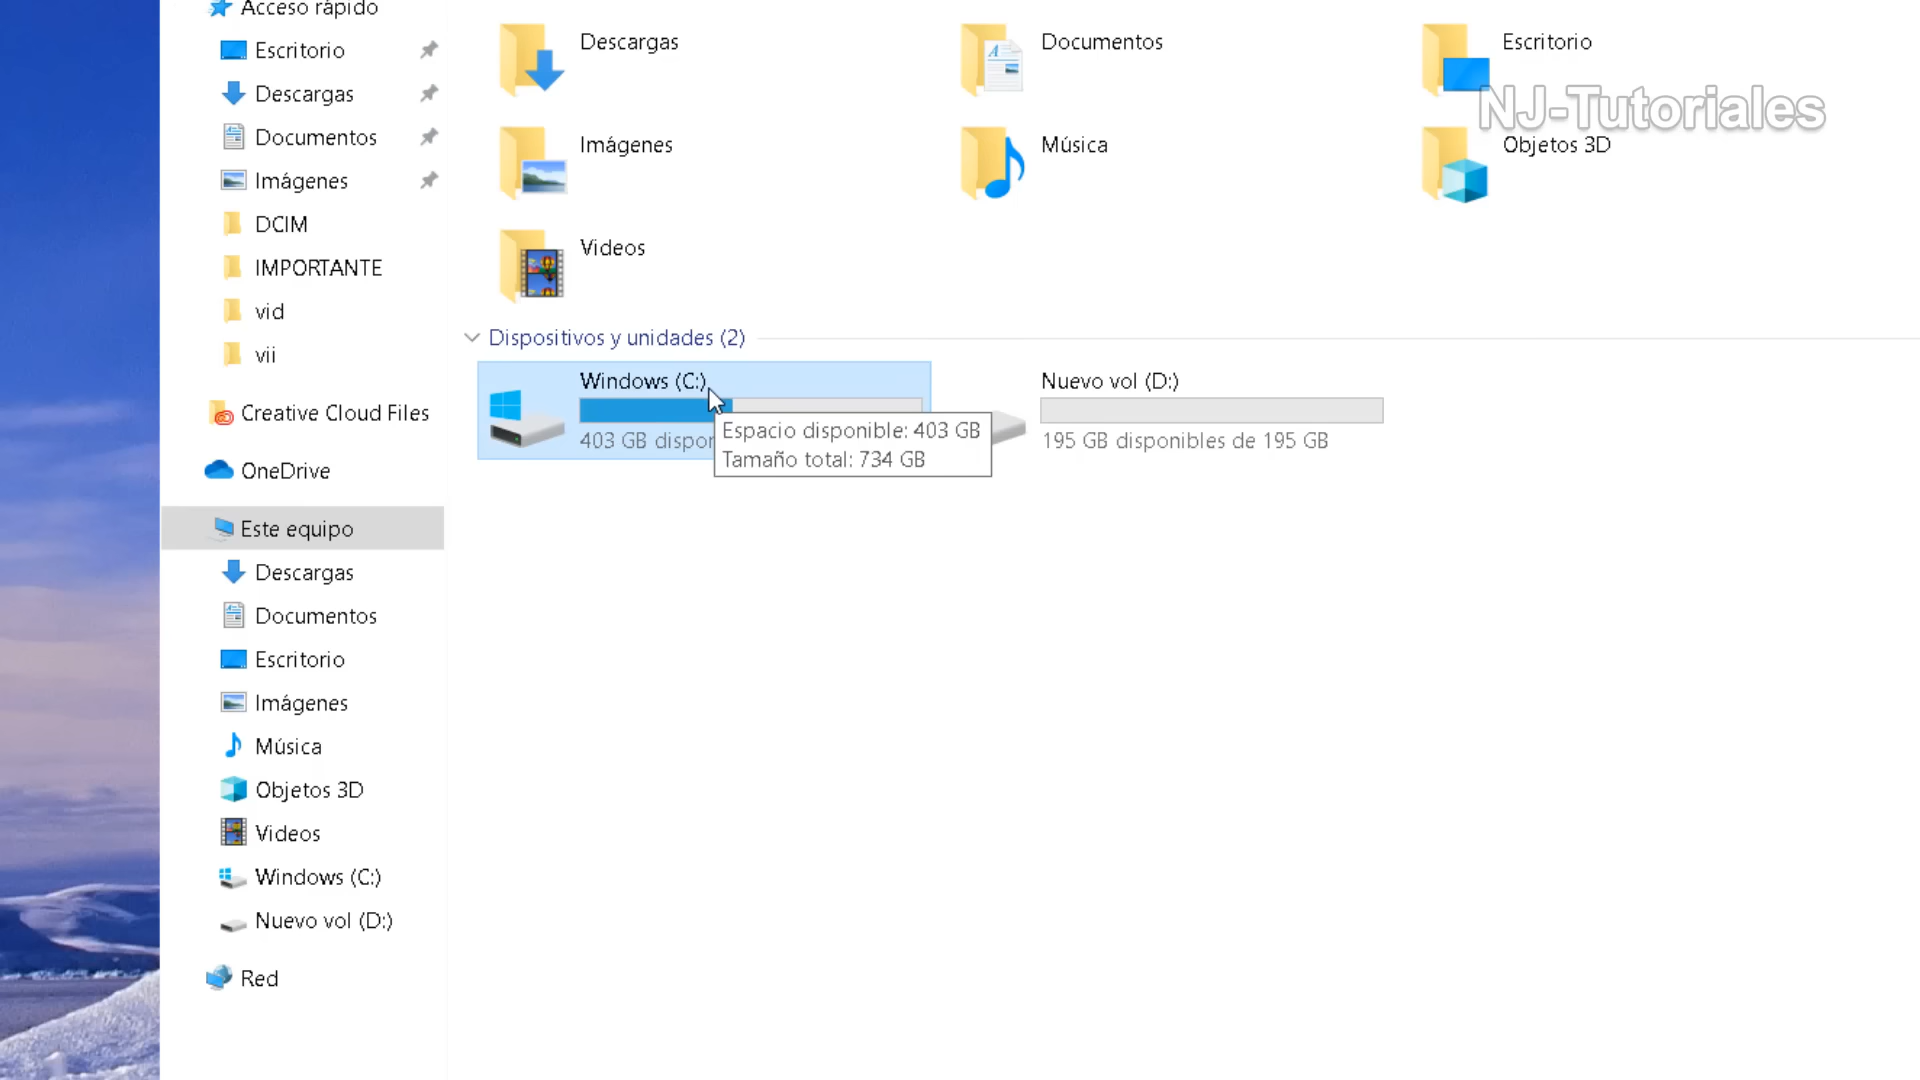 Acceso rápido
Escritorio
Descargas
Documentos
Imágenes
DCIM
IMPORTANTE
vid
vii
Creative Cloud Files
OneDrive
Este equipo
Descargas
Documentos
Escritorio
Imágenes
Música
Objetos 3D
Videos
Windows (C:)
Nuevo vol (D:)
Red
Descargas
Documentos
Escritorio
NJ-Tutoriales
Imágenes
Música
Objetos 3D
Videos
Dispositivos y unidades (2)
Windows (C:)
403 GB dispor
Espacio disponible: 403 GB
Tamaño total: 734 GB
Nuevo vol (D:)
195 GB disponibles de 195 GB